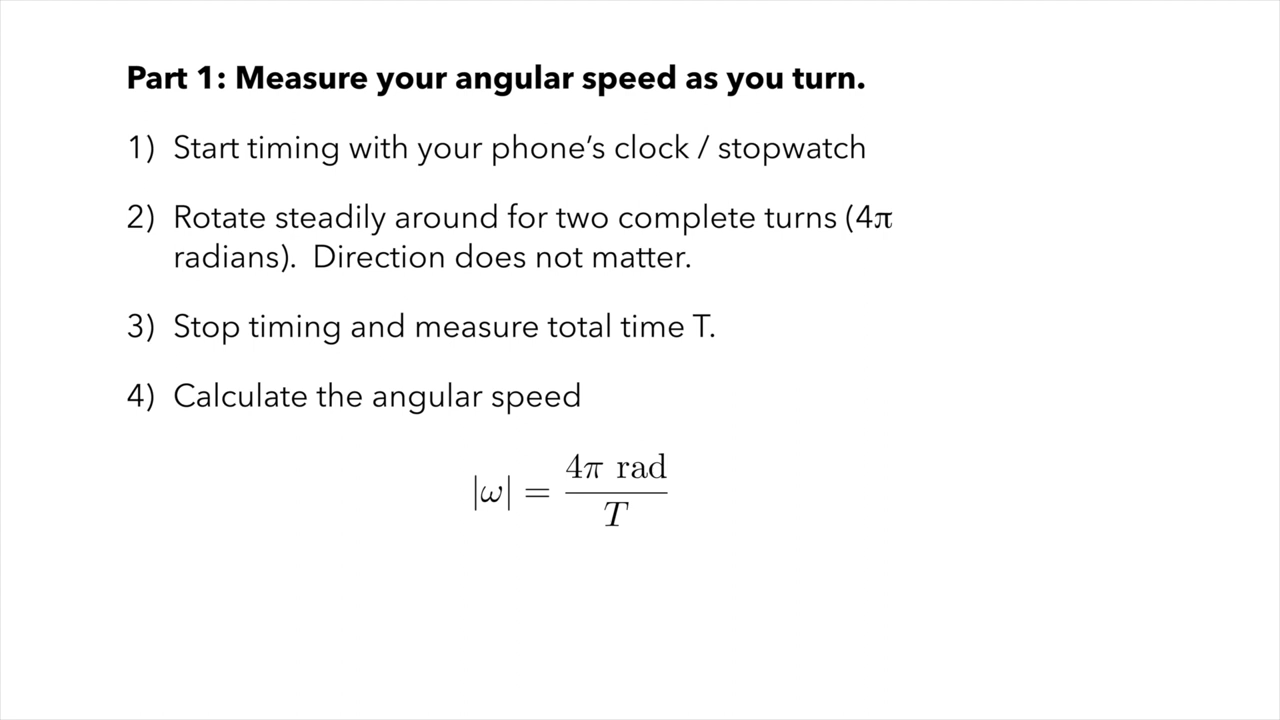 Part 1: Measure your angular speed as you turn.
1) Start timing with your phone’s clock / stopwatch
2) Rotate steadily around for two complete turns (4π
radians).  Direction does not matter.
3) Stop timing and measure total time T.
4) Calculate the angular speed
|ω| = 4π rad / T